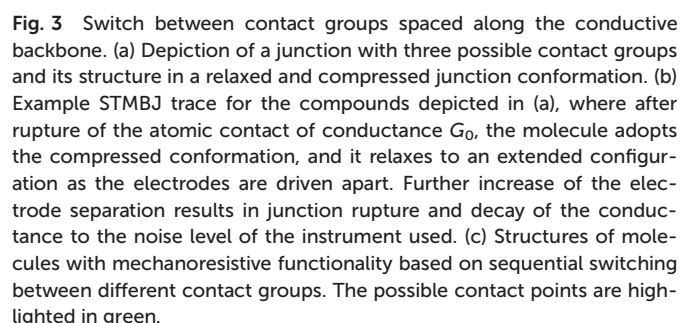 Fig. 3 Switch between contact groups spaced along the conductive
backbone. (a) Depiction of a junction with three possible contact groups
and its structure in a relaxed and compressed junction conformation. (b)
Example STMBJ trace for the compounds depicted in (a), where after
rupture of the atomic contact of conductance G₀, the molecule adopts
the compressed conformation, and it relaxes to an extended configur-
ation as the electrodes are driven apart. Further increase of the elec-
trode separation results in junction rupture and decay of the conduc-
tance to the noise level of the instrument used. (c) Structures of mole-
cules with mechanoresistive functionality based on sequential switching
between different contact groups. The possible contact points are high-
lighted in green.